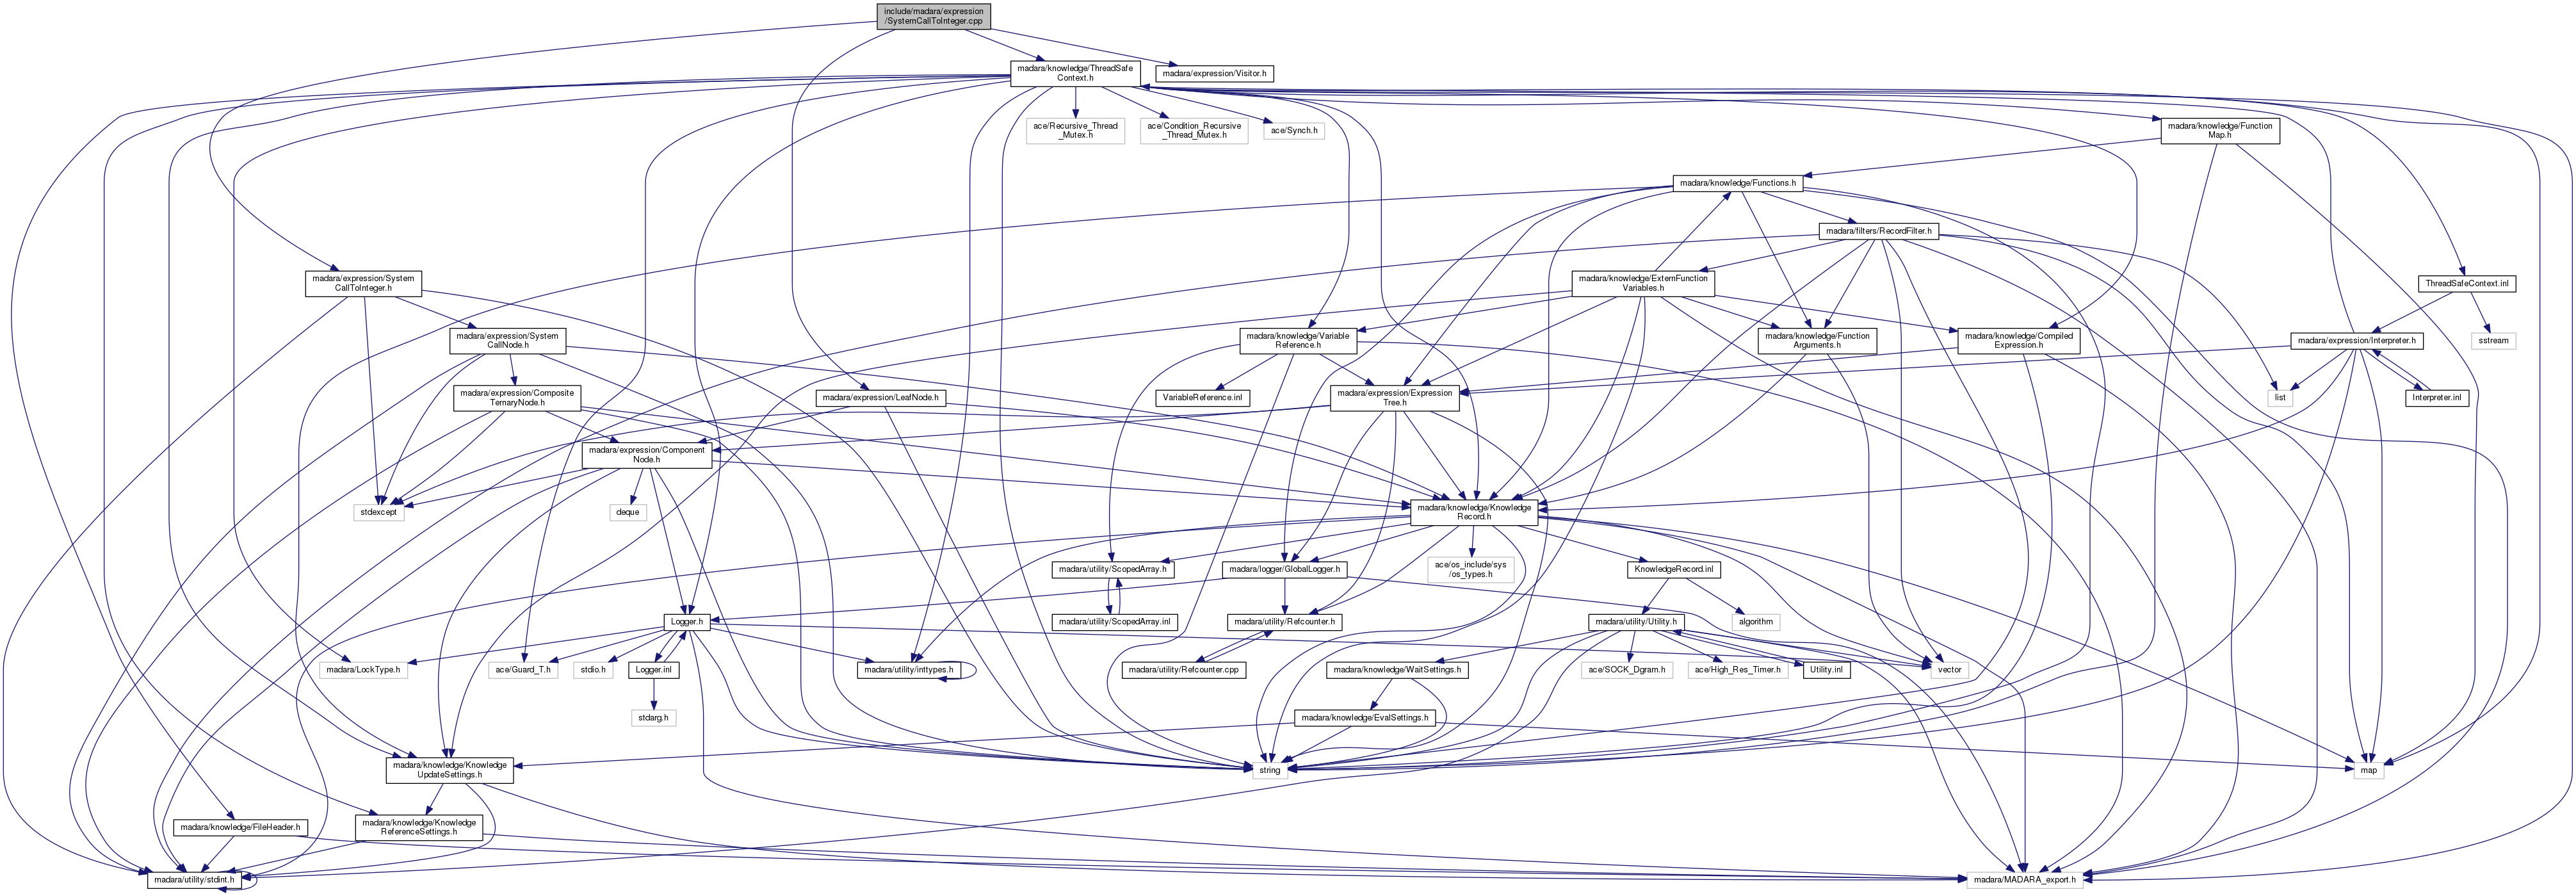 include/madara/expression
/SystemCallToInteger.cpp
madara/knowledge/ThreadSafe
Context.h
madara/expression/Visitor.h
ace/Recursive_Thread
_Mutex.h
ace/Condition_Recursive
_Thread_Mutex.h
ace/Synch.h
madara/knowledge/Function
Map.h
madara/knowledge/Functions.h
madara/filters/RecordFilter.h
madara/expression/System
CallToInteger.h
madara/knowledge/ExternFunction
Variables.h
ThreadSafeContext.inl
madara/expression/System
CallNode.h
madara/knowledge/Variable
Reference.h
madara/knowledge/Function
Arguments.h
madara/knowledge/Compiled
Expression.h
madara/expression/Interpreter.h
sstream
madara/expression/Composite
TernaryNode.h
madara/expression/LeafNode.h
VariableReference.inl
madara/expression/Expression
Tree.h
list
Interpreter.inl
madara/expression/Component
Node.h
stdexcept
deque
madara/knowledge/Knowledge
Record.h
madara/utility/ScopedArray.h
madara/logger/GlobalLogger.h
ace/os_include/sys
/os_types.h
KnowledgeRecord.inl
Logger.h
madara/utility/ScopedArray.inl
madara/utility/Refcounter.h
madara/utility/Utility.h
algorithm
madara/LockType.h
ace/Guard_T.h
stdio.h
Logger.inl
madara/utility/inttypes.h
madara/utility/Refcounter.cpp
madara/knowledge/WaitSettings.h
ace/SOCK_Dgram.h
ace/High_Res_Timer.h
Utility.inl
vector
stdarg.h
madara/knowledge/EvalSettings.h
madara/knowledge/Knowledge
UpdateSettings.h
string
map
madara/knowledge/FileHeader.h
madara/knowledge/Knowledge
ReferenceSettings.h
madara/utility/stdint.h
madara/MADARA_export.h